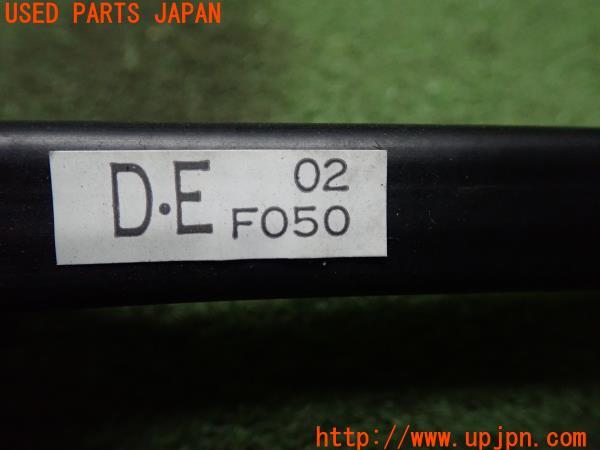 USED PARTS JAPAN
D·E 02
F050
http://www.upjpn.com